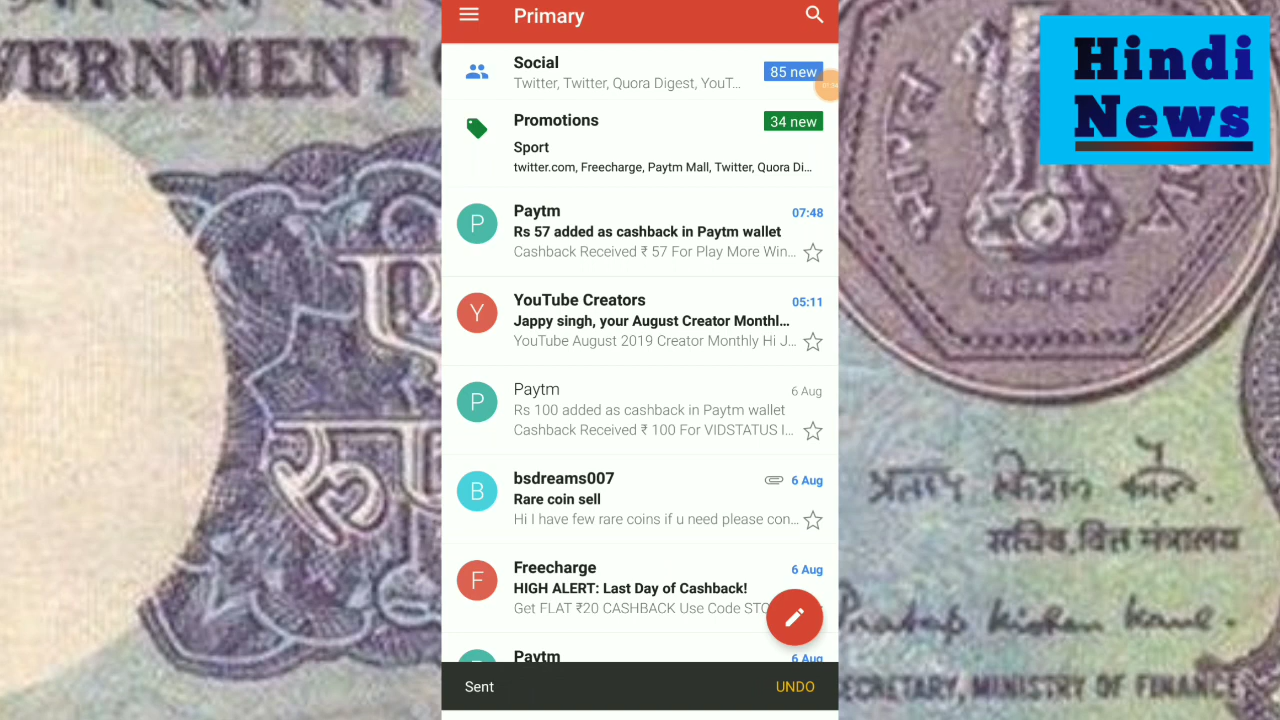 VERNMENT O
Primary
Social
85 new
Twitter, Twitter, Quora Digest, YouT...
Promotions
34 new
Sport
twitter.com, Freecharge, Paytm Mall, Twitter, Quora Di...
P
Paytm
07:48
Rs 57 added as cashback in Paytm wallet
Cashback Received ₹ 57 For Play More Win...
Y
YouTube Creators
05:11
Jappy singh, your August Creator Monthl...
YouTube August 2019 Creator Monthly Hi J...
P
Paytm
6 Aug
Rs 100 added as cashback in Paytm wallet
Cashback Received ₹ 100 For VIDSTATUS I...
B
bsdreams007
6 Aug
Rare coin sell
Hi I have few rare coins if u need please con...
F
Freecharge
6 Aug
HIGH ALERT: Last Day of Cashback!
Get FLAT ₹20 CASHBACK Use Code STO
Paytm
6 Aug
Sent
UNDO
Hindi
News
सचिव, वित्त मंत्रालय
Pratap Kishen Kaul.
SECRETARY, MINISTRY OF FINANCE